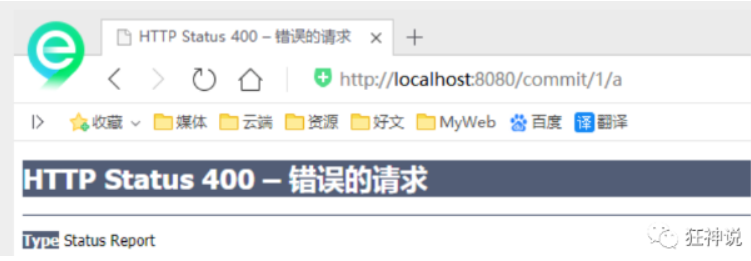 HTTP Status 400 – 错误的请求
http://localhost:8080/commit/1/a
收藏 媒体 云端 资源 好文 MyWeb 百度 译 翻译
HTTP Status 400 – 错误的请求
Type Status Report
狂神说